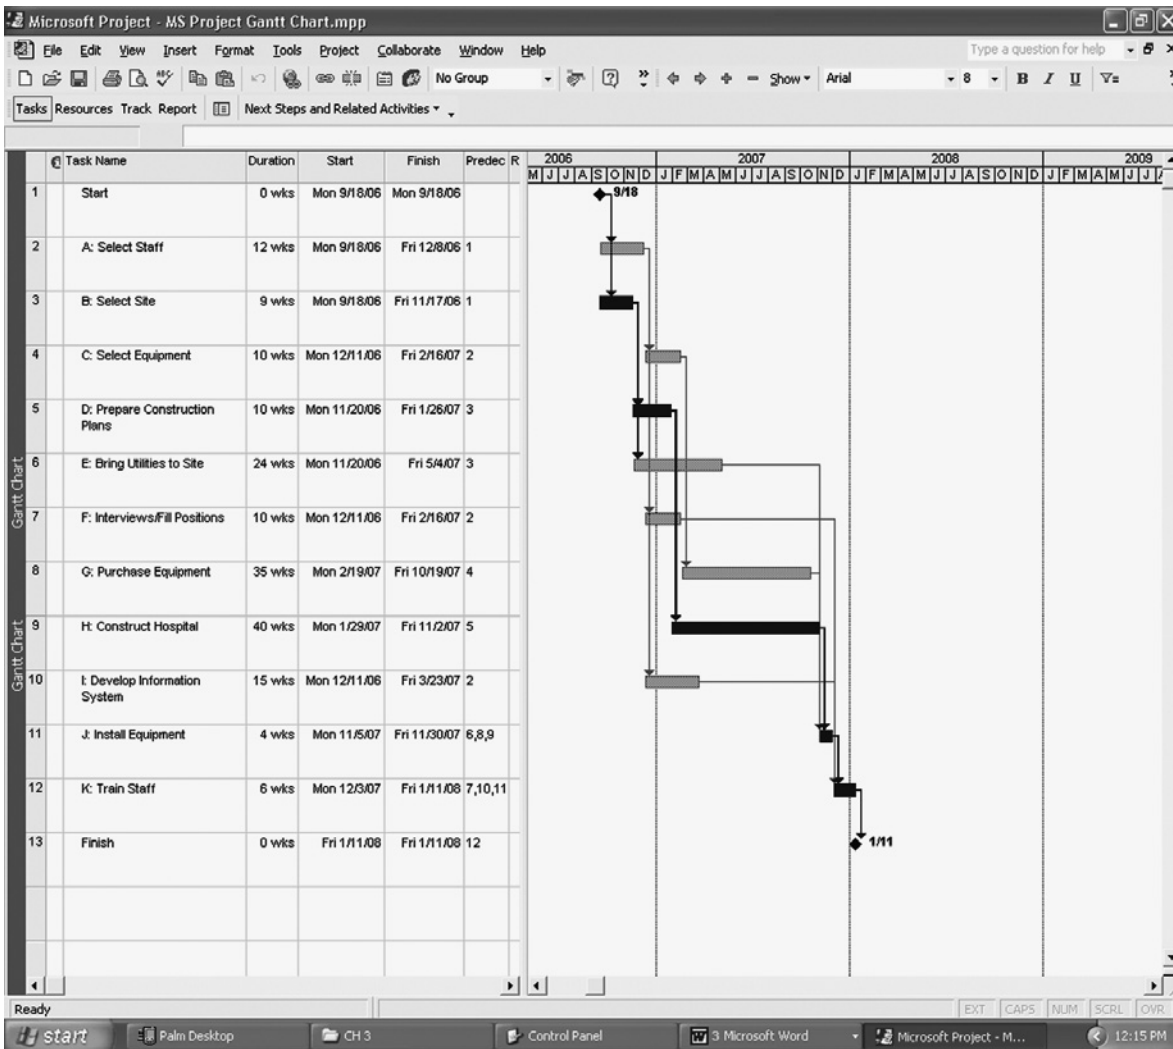 Microsoft Project - MS Project Gantt Chart.mpp
File Edit View Insert Format Tools Project Collaborate Window Help Type a question for help
No Group Show Arial 8 B I U
Tasks Resources Track Report Next Steps and Related Activities
Task Name Duration Start Finish Predec R 2006 2007 2008 2009
M J J A S O N D J F M A M J J A S O N D J F M A M J J A S O N D J F M A M J J A
1 Start 0 wks Mon 9/18/06 Mon 9/18/06 9/18
2 A: Select Staff 12 wks Mon 9/18/06 Fri 12/8/06 1
3 B: Select Site 9 wks Mon 9/18/06 Fri 11/17/06 1
4 C: Select Equipment 10 wks Mon 12/11/06 Fri 2/16/07 2
5 D: Prepare Construction 10 wks Mon 11/20/06 Fri 1/26/07 3
Plans
6 E: Bring Utilities to Site 24 wks Mon 11/20/06 Fri 5/4/07 3
Gantt Chart
7 F: Interviews/Fill Positions 10 wks Mon 12/11/06 Fri 2/16/07 2
8 G: Purchase Equipment 35 wks Mon 2/19/07 Fri 10/19/07 4
9 H: Construct Hospital 40 wks Mon 1/29/07 Fri 11/2/07 5
Gantt Chart
10 I: Develop Information 15 wks Mon 12/11/06 Fri 3/23/07 2
System
11 J: Install Equipment 4 wks Mon 11/5/07 Fri 11/30/07 6,8,9
12 K: Train Staff 6 wks Mon 12/3/07 Fri 1/11/08 7,10,11
13 Finish 0 wks Fri 1/11/08 Fri 1/11/08 12 1/11
Ready EXT CAPS NUM SCRL OVR
start Palm Desktop CH 3 Control Panel 3 Microsoft Word Microsoft Project - M... 12:15 PM